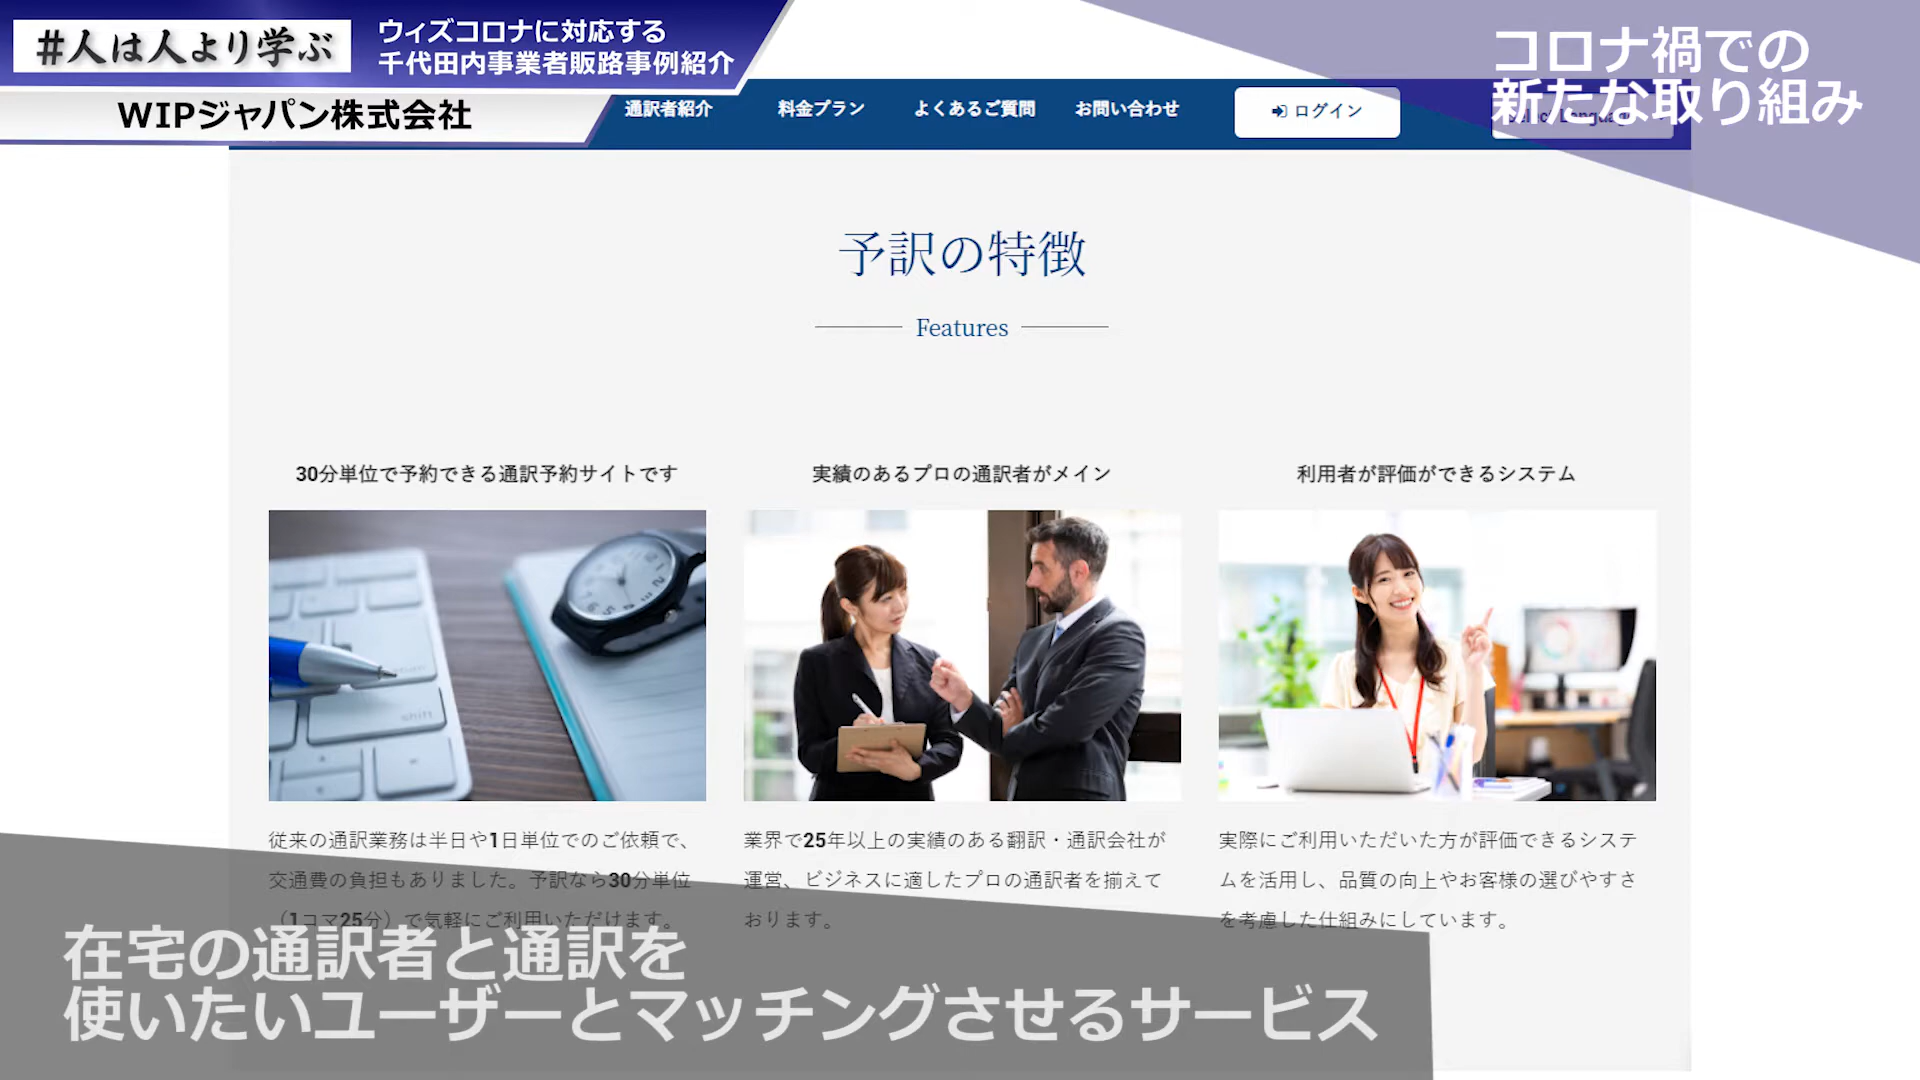 #人は人より学ぶ
ウィズコロナに対応する
千代田内事業者販路事例紹介
WIPジャパン株式会社
コロナ禍での
新たな取り組み
通訳者紹介
料金プラン
よくあるご質問
お問い合わせ
ログイン
予訳の特徴
Features
30分単位で予約できる通訳予約サイトです
実績のあるプロの通訳者がメイン
利用者が評価ができるシステム
従来の通訳業務は半日や1日単位でのご依頼で、
交通費の負担もありました。予訳なら30分単位
（1コマ25分）で気軽にご利用いただけます。
業界で25年以上の実績のある翻訳・通訳会社が
運営、ビジネスに適したプロの通訳者を揃えて
おります。
実際にご利用いただいた方が評価できるシステ
ムを活用し、品質の向上やお客様の選びやすさ
を考慮した仕組みにしています。
在宅の通訳者と通訳を
使いたいユーザーとマッチングさせるサービス